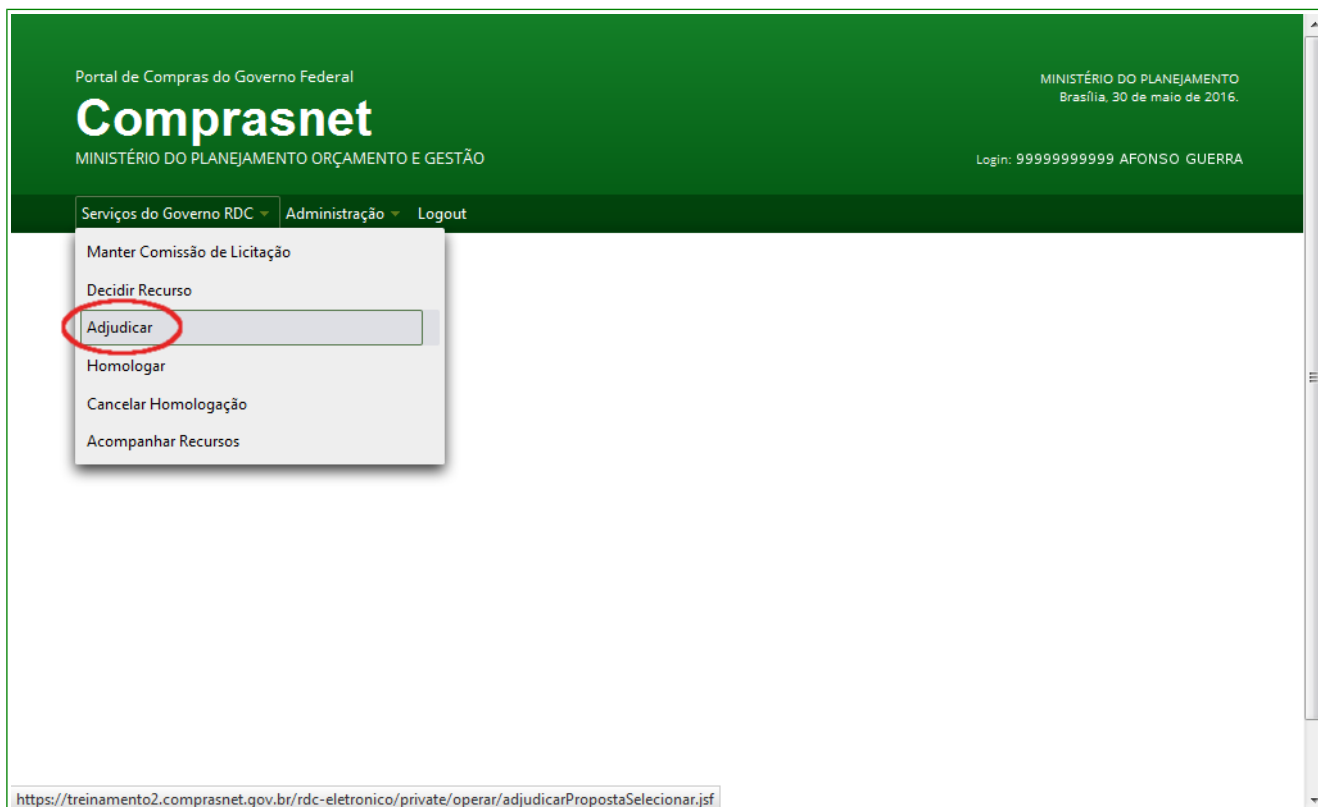 Portal de Compras do Governo Federal
Comprasnet
MINISTÉRIO DO PLANEJAMENTO ORÇAMENTO E GESTÃO
MINISTÉRIO DO PLANEJAMENTO
Brasília, 30 de maio de 2016.
Login: 99999999999 AFONSO GUERRA
Serviços do Governo RDC Administração Logout
Manter Comissão de Licitação
Decidir Recurso
Adjudicar
Homologar
Cancelar Homologação
Acompanhar Recursos
https://treinamento2.comprasnet.gov.br/rdc-eletronico/private/operar/adjudicarPropostaSelecionar.jsf